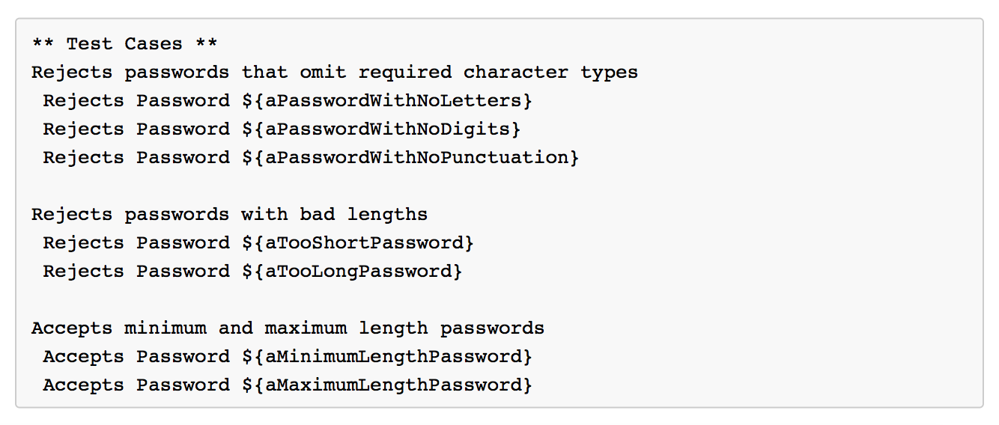 ** Test Cases **
Rejects passwords that omit required character types
Rejects Password ${aPasswordWithNoLetters}
Rejects Password ${aPasswordWithNoDigits}
Rejects Password ${aPasswordWithNoPunctuation}
Rejects passwords with bad lengths
Rejects Password ${aTooShortPassword}
Rejects Password ${aTooLongPassword}
Accepts minimum and maximum length passwords
Accepts Password ${aMinimumLengthPassword}
Accepts Password ${aMaximumLengthPassword}